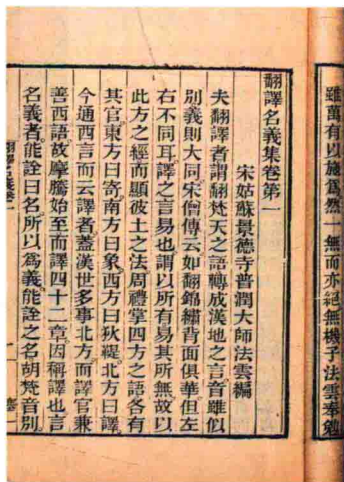 雖萬有以施爲然一無而亦絕無機子法雲奉勉
翻譯名義集卷第一
宋姑蘇景德寺普潤大師法雲編
夫翻譯者謂翻梵天之語轉成漢地之言音雖似
別義則大同宋僧傳云如翻錦繡背面俱華但左
右不同耳譯之言易也謂以所有易其所無故以
此方之經而顯彼土之法周禮掌四方之語各有
其官東方曰寄南方曰象西方曰狄鞮北方曰譯
今通西言而云譯者蓋漢世多事北方而譯官兼
善西語故摩騰始至而譯四十二章因稱譯也言
名義者能詮曰名所以爲義能詮之名胡梵音別